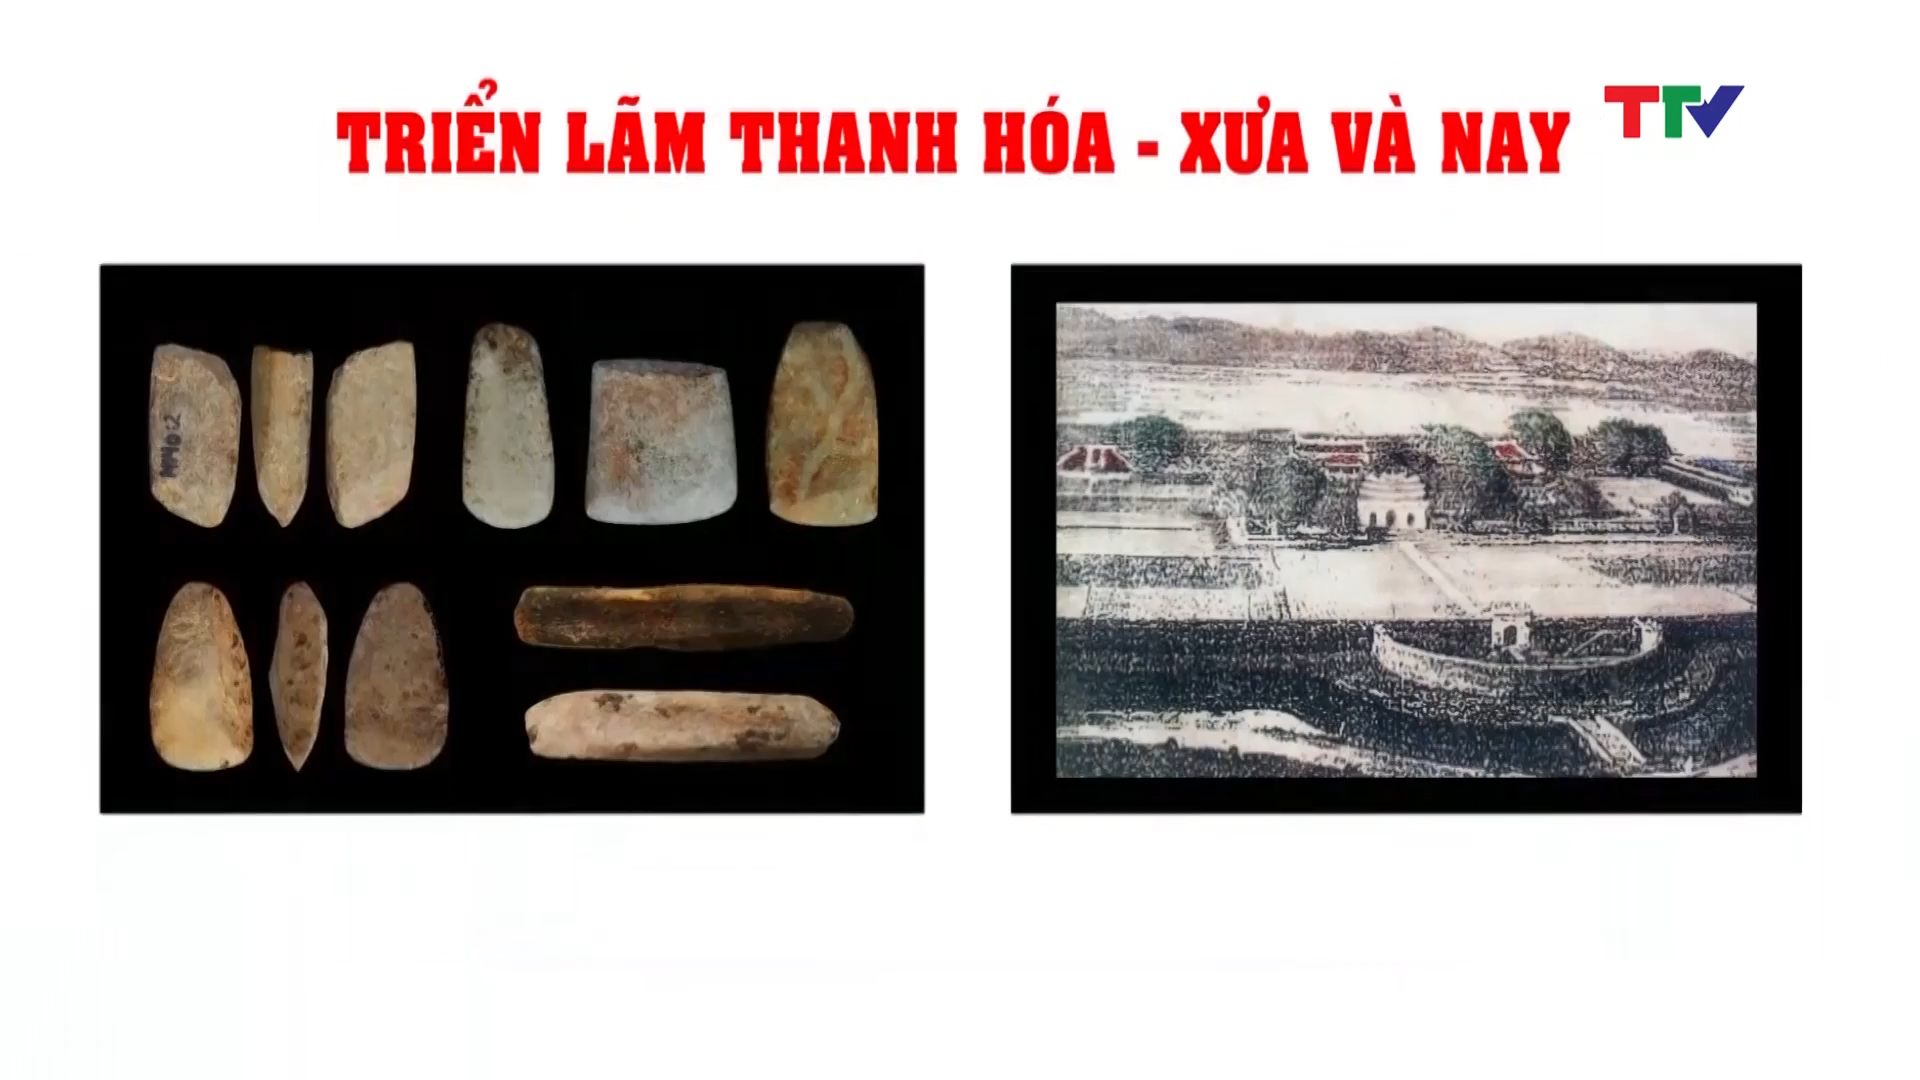 TRIỂN LÃM THANH HÓA - XƯA VÀ NAY
TTV